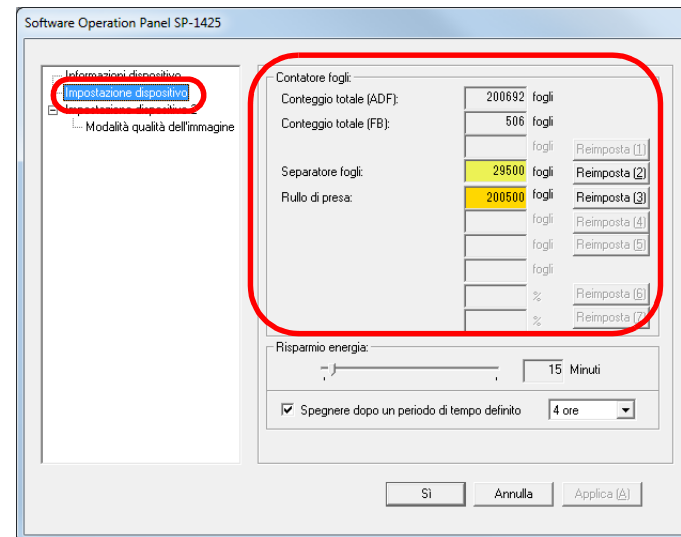 Software Operation Panel SP-1425
Informazioni dispositivo
Impostazione dispositivo
Impostazione dispositivo 2
Modalità qualità dell'immagine
Contatore fogli:
Conteggio totale (ADF): 200692 fogli
Conteggio totale (FB): 506 fogli
fogli Reimposta (1)
Separatore fogli: 29500 fogli Reimposta (2)
Rullo di presa: 200500 fogli Reimposta (3)
fogli Reimposta (4)
fogli Reimposta (5)
fogli
% Reimposta (6)
% Reimposta (7)
Risparmio energia:
15 Minuti
Spegnere dopo un periodo di tempo definito 4 ore
Sì Annulla Applica (A)